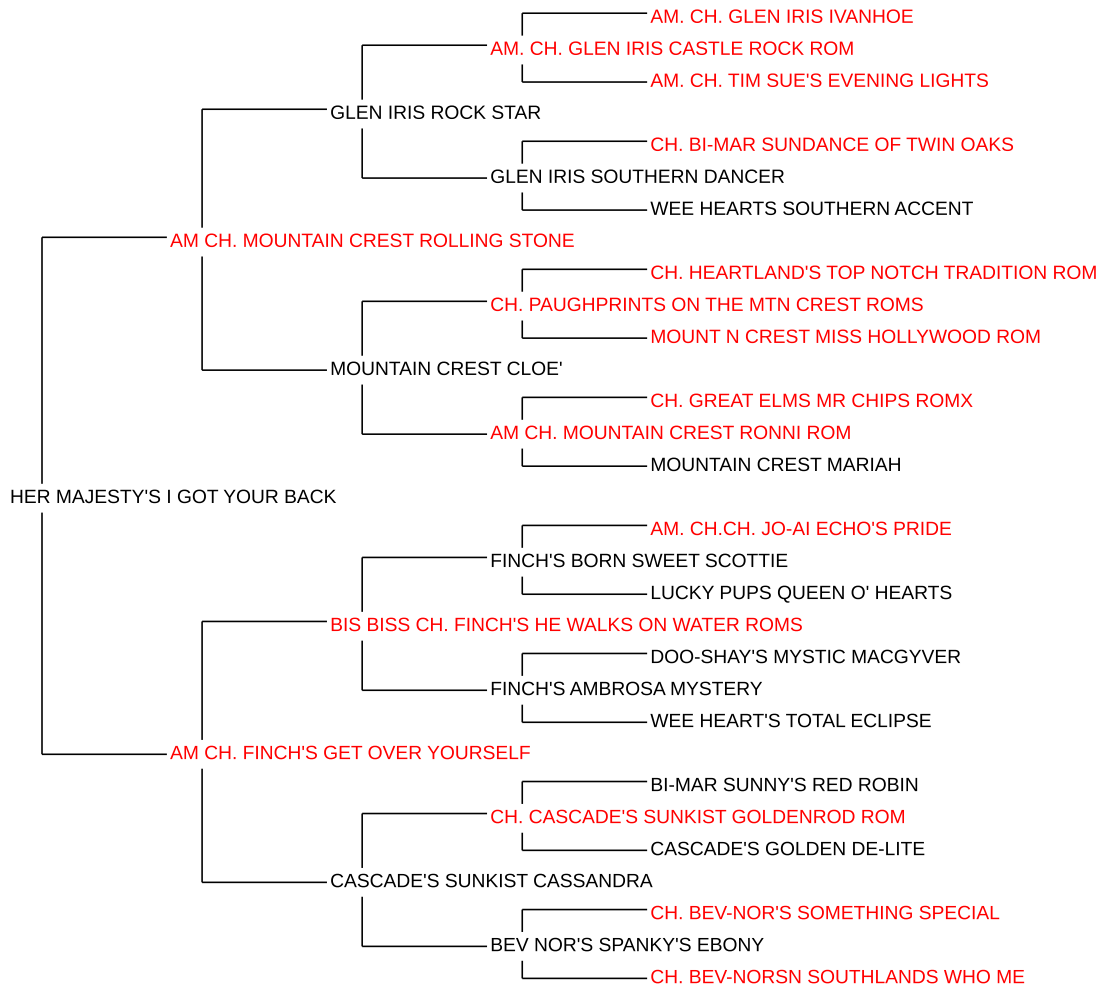 AM. CH. GLEN IRIS IVANHOE
AM. CH. GLEN IRIS CASTLE ROCK ROM
AM. CH. TIM SUE'S EVENING LIGHTS
GLEN IRIS ROCK STAR
CH. BI-MAR SUNDANCE OF TWIN OAKS
GLEN IRIS SOUTHERN DANCER
WEE HEARTS SOUTHERN ACCENT
AM CH. MOUNTAIN CREST ROLLING STONE
CH. HEARTLAND'S TOP NOTCH TRADITION ROM
CH. PAUGHPRINTS ON THE MTN CREST ROMS
MOUNT N CREST MISS HOLLYWOOD ROM
MOUNTAIN CREST CLOE'
CH. GREAT ELMS MR CHIPS ROMX
AM CH. MOUNTAIN CREST RONNI ROM
MOUNTAIN CREST MARIAH
HER MAJESTY'S I GOT YOUR BACK
AM. CH.CH. JO-AI ECHO'S PRIDE
FINCH'S BORN SWEET SCOTTIE
LUCKY PUPS QUEEN O' HEARTS
BIS BISS CH. FINCH'S HE WALKS ON WATER ROMS
DOO-SHAY'S MYSTIC MACGYVER
FINCH'S AMBROSA MYSTERY
WEE HEART'S TOTAL ECLIPSE
AM CH. FINCH'S GET OVER YOURSELF
BI-MAR SUNNY'S RED ROBIN
CH. CASCADE'S SUNKIST GOLDENROD ROM
CASCADE'S GOLDEN DE-LITE
CASCADE'S SUNKIST CASSANDRA
CH. BEV-NOR'S SOMETHING SPECIAL
BEV NOR'S SPANKY'S EBONY
CH. BEV-NORSN SOUTHLANDS WHO ME